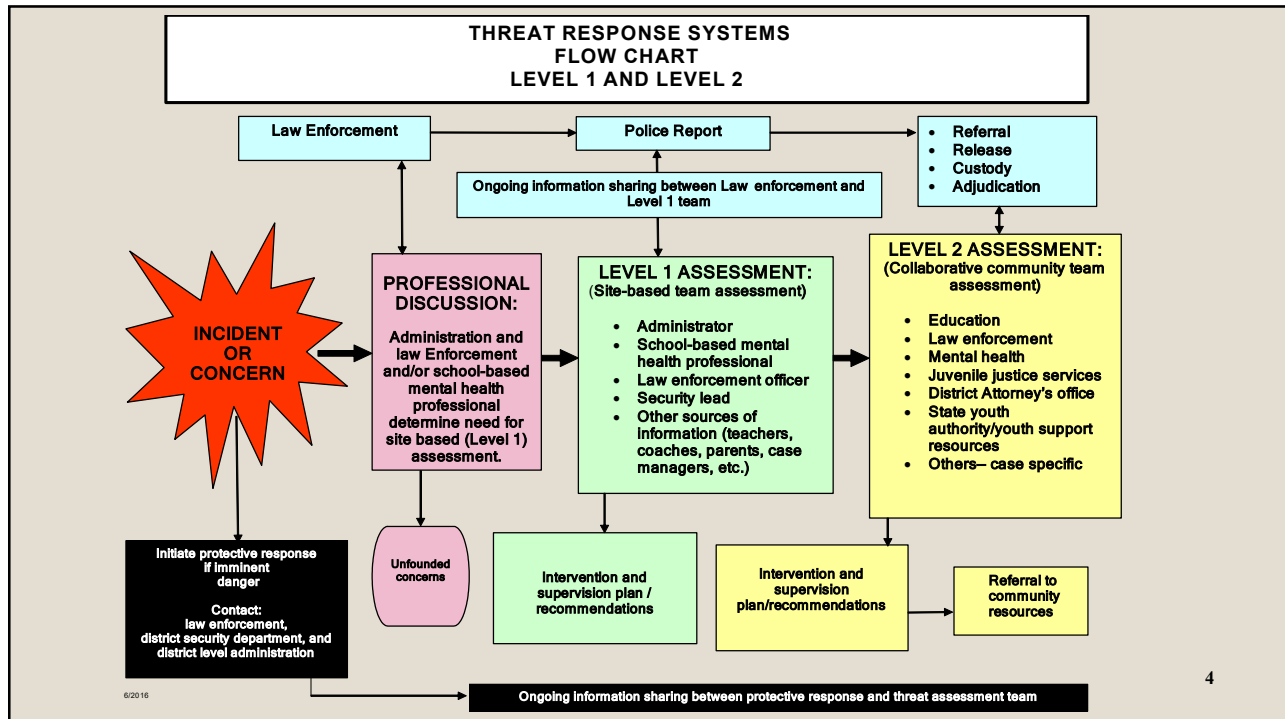 THREAT RESPONSE SYSTEMS
FLOW CHART
LEVEL 1 AND LEVEL 2
Law Enforcement
Police Report
• Referral
• Release
• Custody
• Adjudication
Ongoing information sharing between Law enforcement and
Level 1 team
INCIDENT
OR
CONCERN
PROFESSIONAL
DISCUSSION:
Administration and
law Enforcement
and/or school-based
mental health
professional
determine need for
site based (Level 1)
assessment.
LEVEL 1 ASSESSMENT:
(Site-based team assessment)
• Administrator
• School-based mental
health professional
• Law enforcement officer
• Security lead
• Other sources of
information (teachers,
coaches, parents, case
managers, etc.)
LEVEL 2 ASSESSMENT:
(Collaborative community team
assessment)
• Education
• Law enforcement
• Mental health
• Juvenile justice services
• District Attorney’s office
• State youth
authority/youth support
resources
• Others– case specific
Initiate protective response
if imminent
danger
Contact:
law enforcement,
district security department, and
district level administration
Unfounded
concerns
Intervention and
supervision plan /
recommendations
Intervention and
supervision
plan/recommendations
Referral to
community
resources
6/2016
Ongoing information sharing between protective response and threat assessment team
4